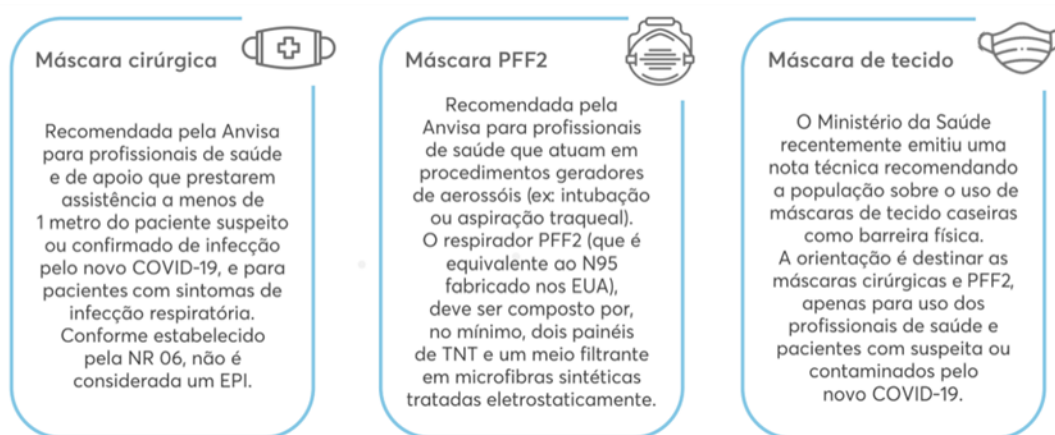 Máscara cirúrgica
Recomendada pela Anvisa
para profissionais de saúde
e de apoio que prestarem
assistência a menos de
1 metro do paciente suspeito
ou confirmado de infecção
pelo novo COVID-19, e para
pacientes com sintomas de
infecção respiratória.
Conforme estabelecido
pela NR 06, não é
considerada um EPI.
Máscara PFF2
Recomendada pela
Anvisa para profissionais
de saúde que atuam em
procedimentos geradores
de aerossóis (ex: intubação
ou aspiração traqueal).
O respirador PFF2 (que é
equivalente ao N95
fabricado nos EUA),
deve ser composto por,
no mínimo, dois painéis
de TNT e um meio filtrante
em microfibras sintéticas
tratadas eletrostaticamente.
Máscara de tecido
O Ministério da Saúde
recentemente emitiu uma
nota técnica recomendando
a população sobre o uso de
máscaras de tecido caseiras
como barreira física.
A orientação é destinar as
máscaras cirúrgicas e PFF2,
apenas para uso dos
profissionais de saúde e
pacientes com suspeita ou
contaminados pelo
novo COVID-19.